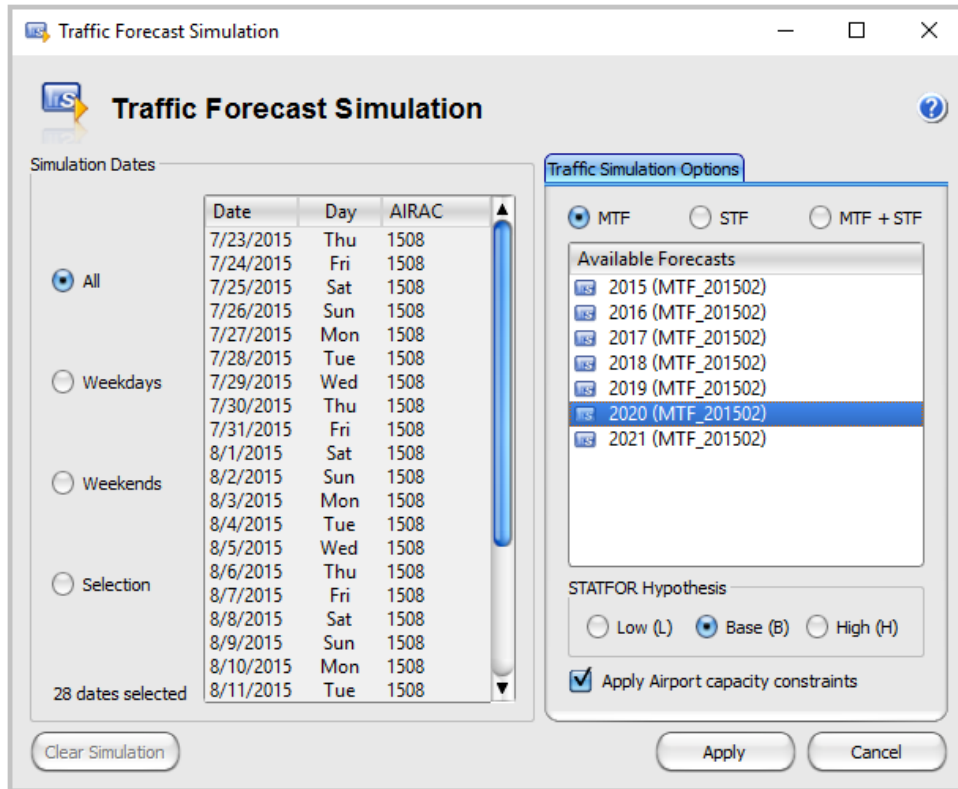 Traffic Forecast Simulation
Traffic Forecast Simulation
Simulation Dates
All
Weekdays
Weekends
Selection
28 dates selected
Date Day AIRAC
7/23/2015 Thu 1508
7/24/2015 Fri 1508
7/25/2015 Sat 1508
7/26/2015 Sun 1508
7/27/2015 Mon 1508
7/28/2015 Tue 1508
7/29/2015 Wed 1508
7/30/2015 Thu 1508
7/31/2015 Fri 1508
8/1/2015 Sat 1508
8/2/2015 Sun 1508
8/3/2015 Mon 1508
8/4/2015 Tue 1508
8/5/2015 Wed 1508
8/6/2015 Thu 1508
8/7/2015 Fri 1508
8/8/2015 Sat 1508
8/9/2015 Sun 1508
8/10/2015 Mon 1508
8/11/2015 Tue 1508
Traffic Simulation Options
MTF STF MTF + STF
Available Forecasts
2015 (MTF_201502)
2016 (MTF_201502)
2017 (MTF_201502)
2018 (MTF_201502)
2019 (MTF_201502)
2020 (MTF_201502)
2021 (MTF_201502)
STATFOR Hypothesis
Low (L) Base (B) High (H)
Apply Airport capacity constraints
Clear Simulation
Apply
Cancel